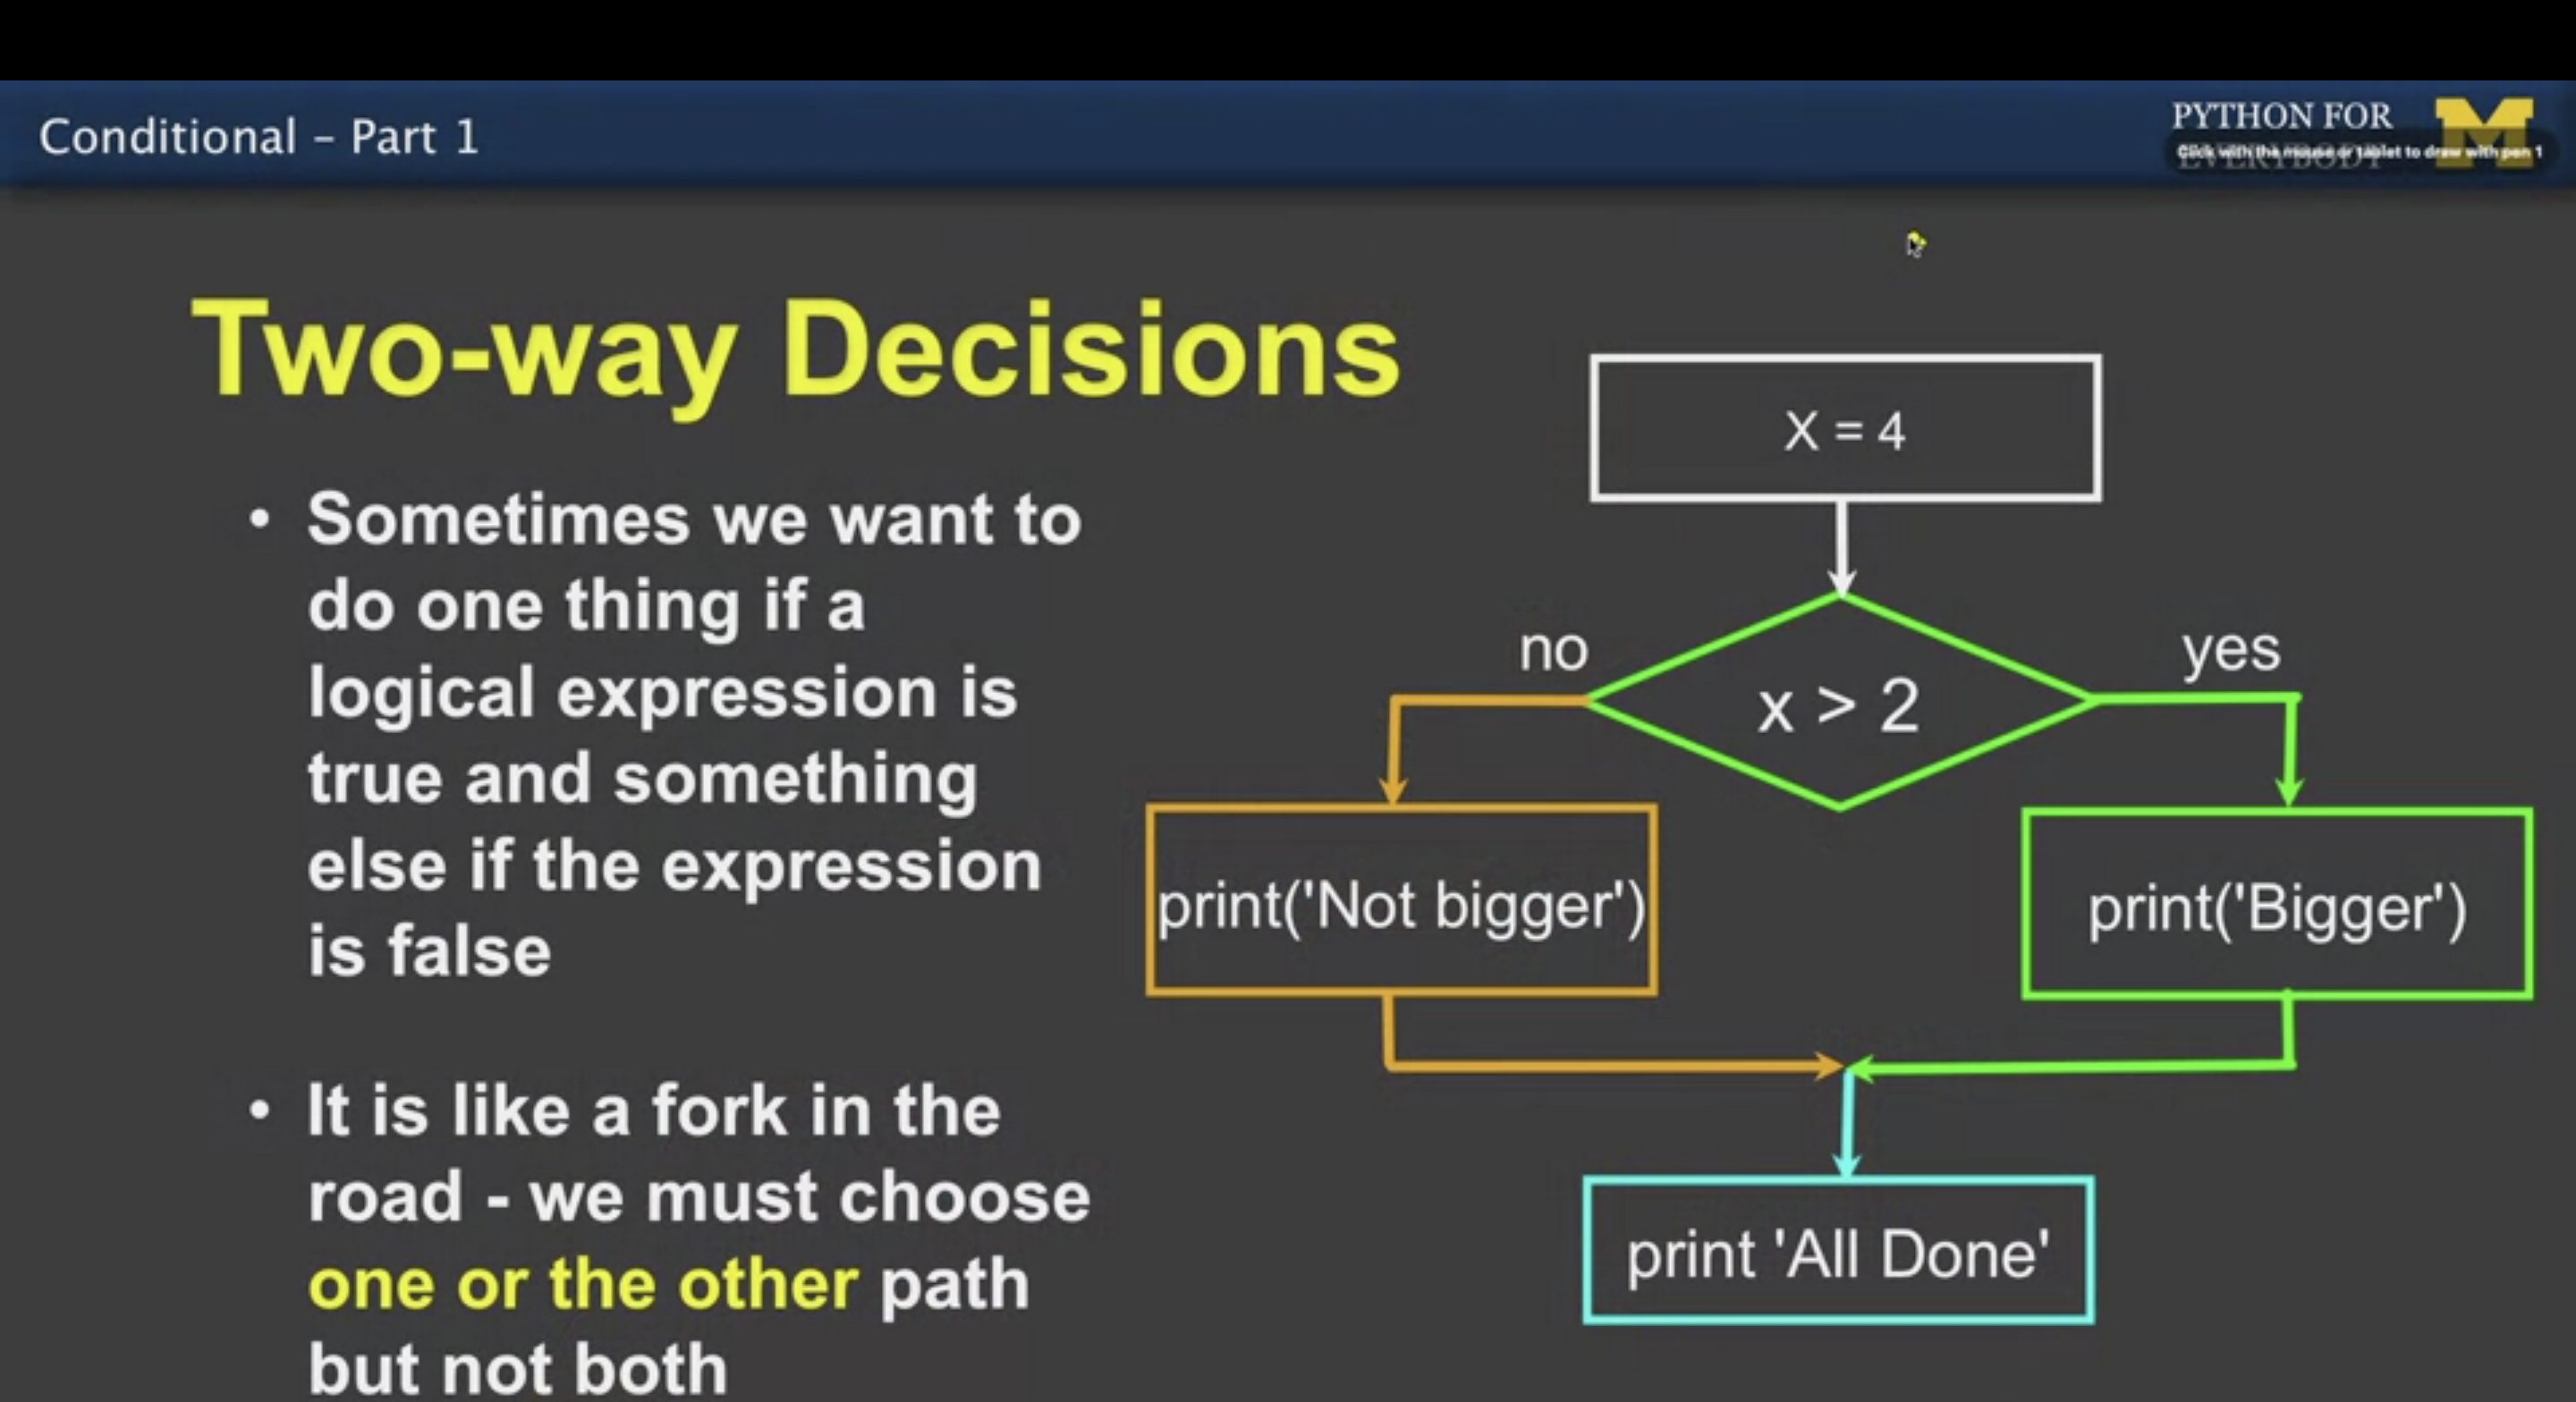 Conditional – Part 1
PYTHON FOR
EVERYBODY
Click with the mouse or tablet to draw with pen 1
Two-way Decisions
• Sometimes we want to
do one thing if a
logical expression is
true and something
else if the expression
is false
• It is like a fork in the
road - we must choose
one or the other path
but not both
X = 4
x > 2
no
yes
print('Not bigger')
print('Bigger')
print 'All Done'